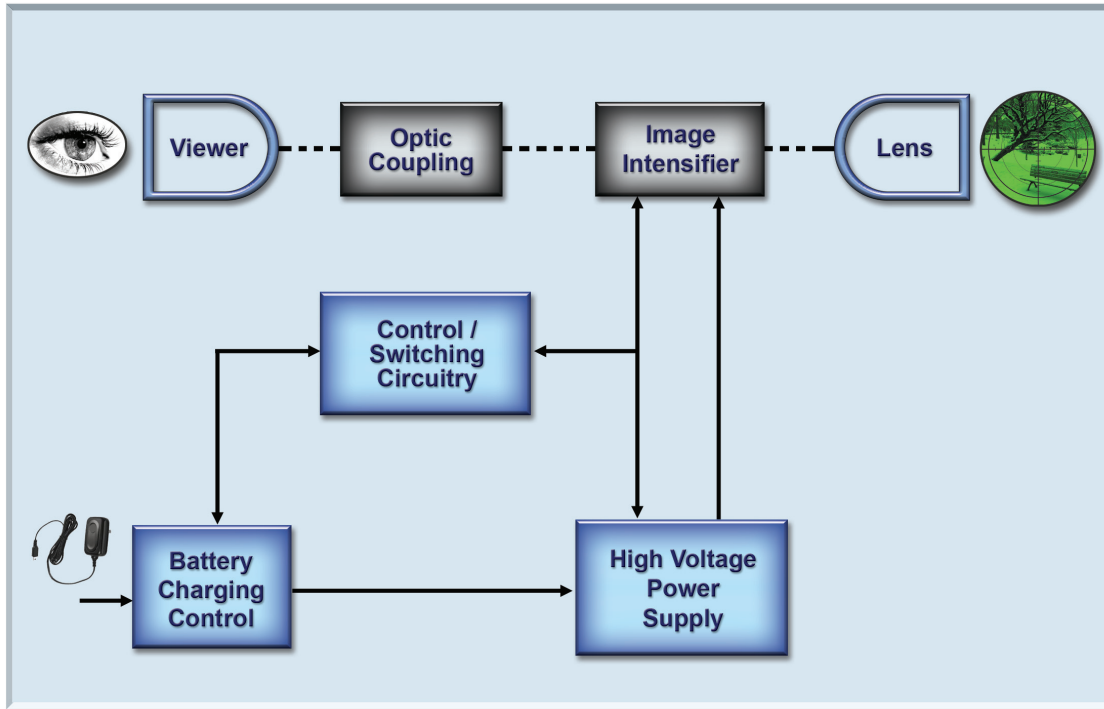 Viewer
Optic
Coupling
Image
Intensifier
Lens
Control /
Switching
Circuitry
Battery
Charging
Control
High Voltage
Power
Supply